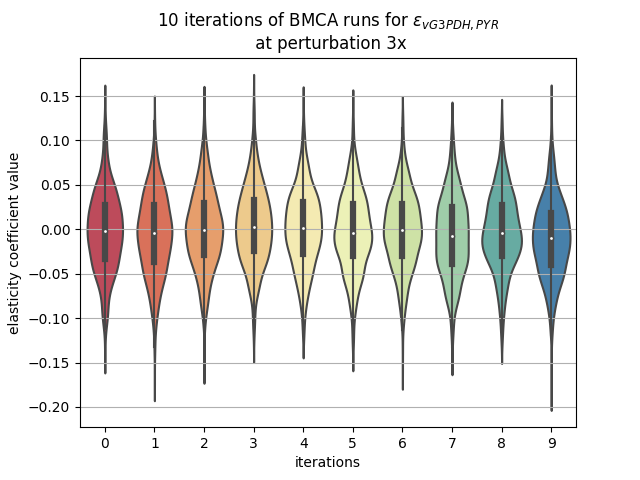 10 iterations of BMCA runs for ε_{vG3PDH,PYR}
at perturbation 3x
elasticity coefficient value
0.15
0.10
0.05
0.00
−0.05
−0.10
−0.15
−0.20
0 1 2 3 4 5 6 7 8 9
iterations